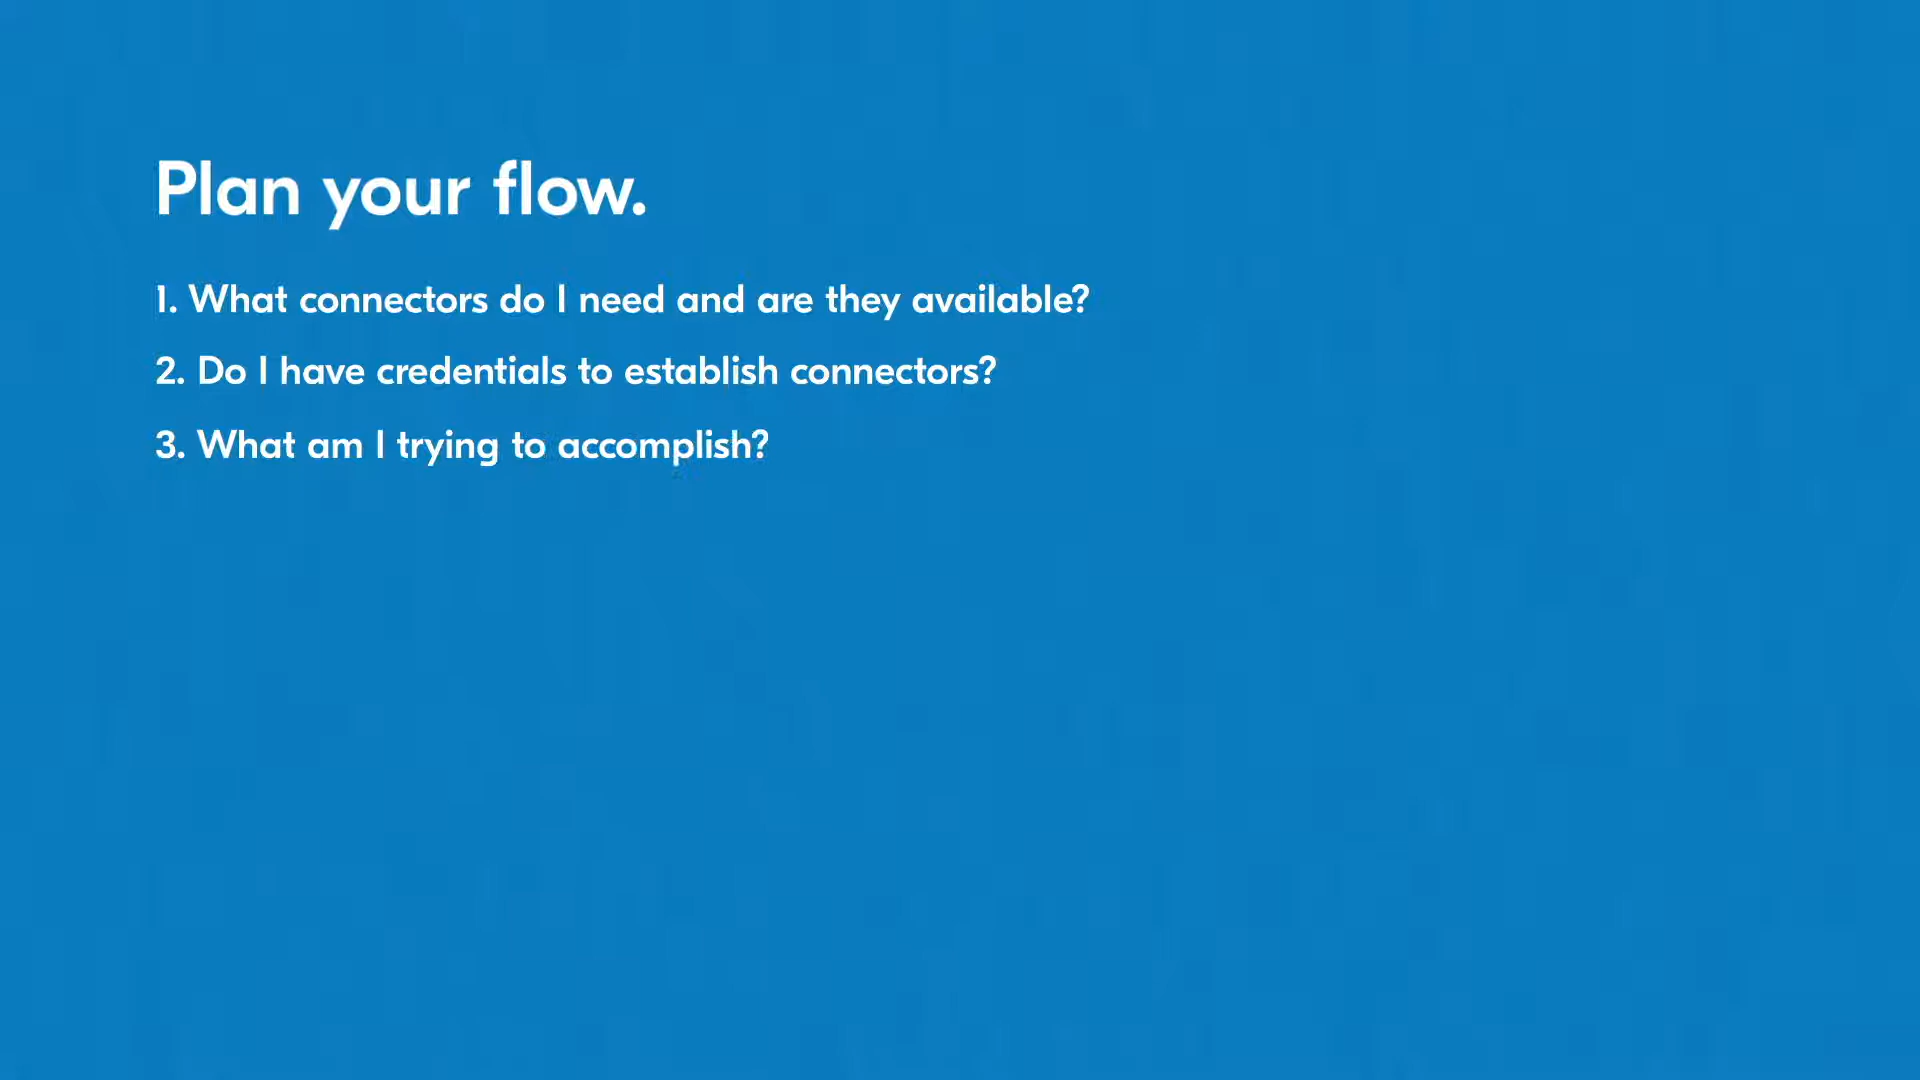 Plan your flow.
1. What connectors do I need and are they available?
2. Do I have credentials to establish connectors?
3. What am I trying to accomplish?